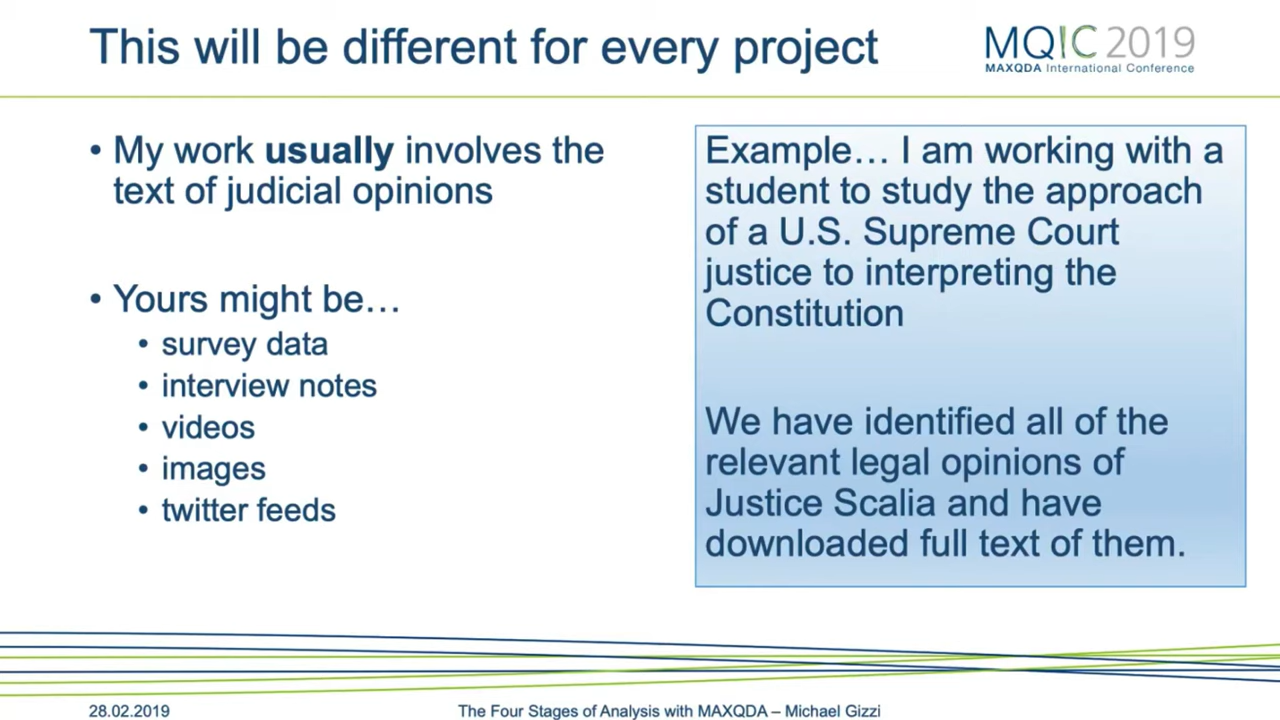 This will be different for every project
MQIC 2019
MAXQDA International Conference
• My work usually involves the
text of judicial opinions
• Yours might be…
• survey data
• interview notes
• videos
• images
• twitter feeds
Example… I am working with a
student to study the approach
of a U.S. Supreme Court
justice to interpreting the
Constitution
We have identified all of the
relevant legal opinions of
Justice Scalia and have
downloaded full text of them.
28.02.2019
The Four Stages of Analysis with MAXQDA – Michael Gizzi